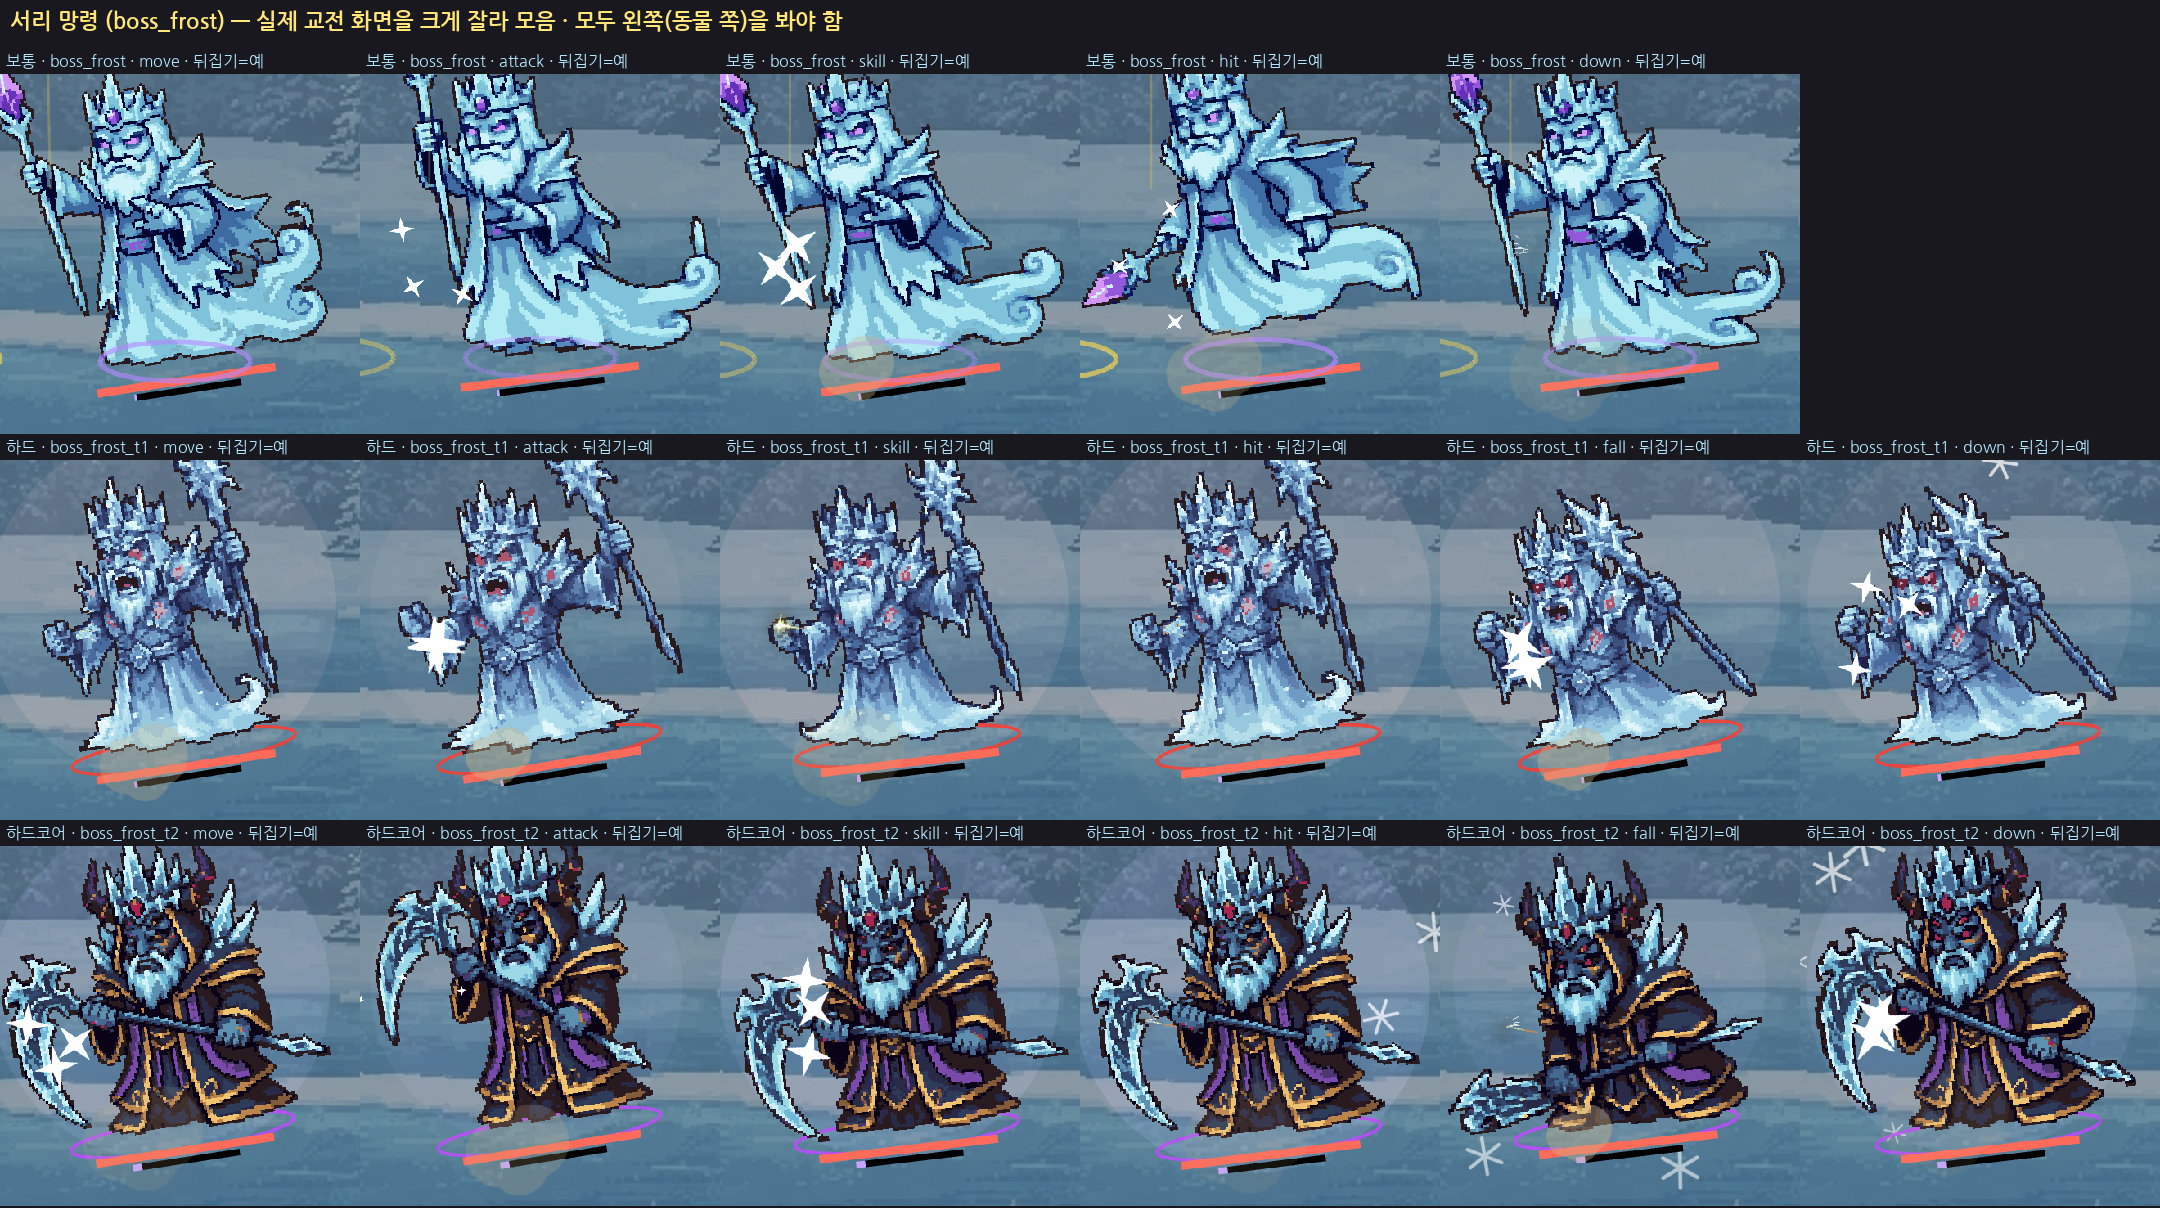 서리 망령 (boss_frost) — 실제 교전 화면을 크게 잘라 모음 · 모두 왼쪽(동물 쪽)을 봐야 함
보통 · boss_frost · move · 뒤집기=예
보통 · boss_frost · attack · 뒤집기=예
보통 · boss_frost · skill · 뒤집기=예
보통 · boss_frost · hit · 뒤집기=예
보통 · boss_frost · down · 뒤집기=예
하드 · boss_frost_t1 · move · 뒤집기=예
하드 · boss_frost_t1 · attack · 뒤집기=예
하드 · boss_frost_t1 · skill · 뒤집기=예
하드 · boss_frost_t1 · hit · 뒤집기=예
하드 · boss_frost_t1 · fall · 뒤집기=예
하드 · boss_frost_t1 · down · 뒤집기=예
하드코어 · boss_frost_t2 · move · 뒤집기=예
하드코어 · boss_frost_t2 · attack · 뒤집기=예
하드코어 · boss_frost_t2 · skill · 뒤집기=예
하드코어 · boss_frost_t2 · hit · 뒤집기=예
하드코어 · boss_frost_t2 · fall · 뒤집기=예
하드코어 · boss_frost_t2 · down · 뒤집기=예